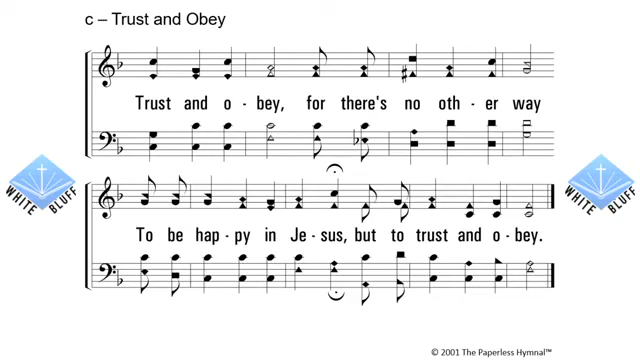 c – Trust and Obey
Trust and o - bey, for there's no oth - er way
WHITE BLUFF
WHITE BLUFF
To be hap - py in Je - sus, but to trust and o - bey.
© 2001 The Paperless Hymnal™